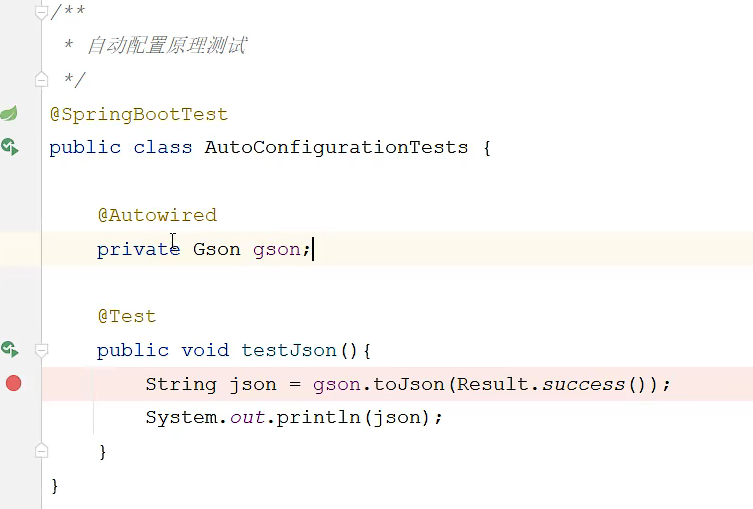 /**
 * 自动配置原理测试
 */
@SpringBootTest
public class AutoConfigurationTests {
    @Autowired
    private Gson gson;
    @Test
    public void testJson(){
        String json = gson.toJson(Result.success());
        System.out.println(json);
    }
}